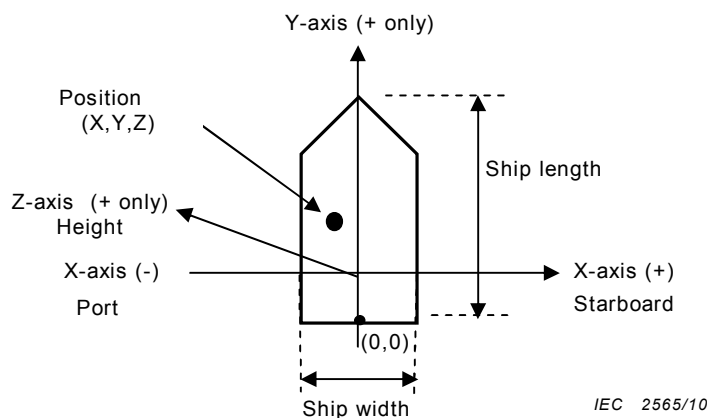 Y-axis (+ only)
Position
(X,Y,Z)
Ship length
Z-axis (+ only)
Height
X-axis (-)
Port
X-axis (+)
Starboard
(0,0)
Ship width
IEC 2565/10